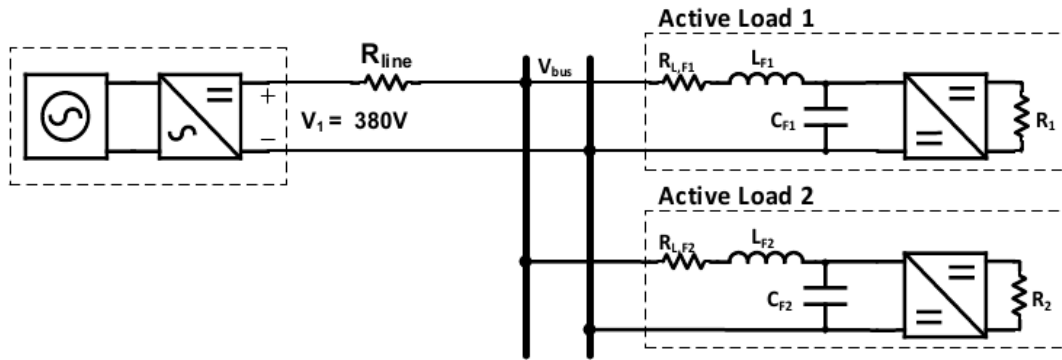 Active Load 1
R_line
V_bus
R_L,F1
L_F1
+
V_1 = 380V
−
C_F1
R_1
Active Load 2
R_L,F2
L_F2
C_F2
R_2